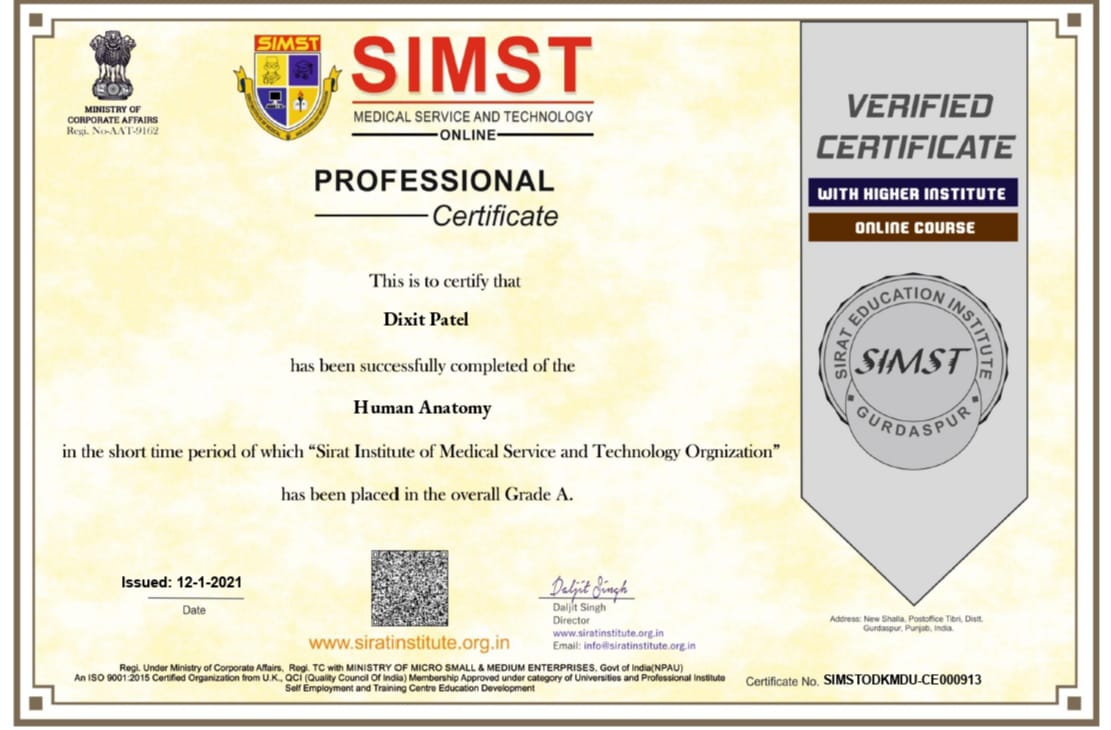 MINISTRY OF
CORPORATE AFFAIRS
Regi. No-AAT-9162
SIMST
SIMST
MEDICAL SERVICE AND TECHNOLOGY
ONLINE
PROFESSIONAL
Certificate
This is to certify that
Dixit Patel
has been successfully completed of the
Human Anatomy
in the short time period of which “Sirat Institute of Medical Service and Technology Orgnization”
has been placed in the overall Grade A.
Issued: 12-1-2021
Date
www.siratinstitute.org.in
Daljit Singh
Daljit Singh
Director
www.siratinstitute.org.in
Email: info@siratinstitute.org.in
Regi. Under Ministry of Corporate Affairs, Regi. TC with MINISTRY OF MICRO SMALL & MEDIUM ENTERPRISES, Govt of India(NPAU)
An ISO 9001:2015 Certified Organization from U.K., QCI (Quality Council Of India) Membership Approved under category of Universities and Professional Institute
Self Employment and Training Centre Education Development
VERIFIED
CERTIFICATE
WITH HIGHER INSTITUTE
ONLINE COURSE
SIRAT EDUCATION INSTITUTE
SIMST
GURDASPUR
Address: New Shalla, Postoffice Tibri, Distt.
Gurdaspur, Punjab, India.
Certificate No. SIMSTODKMDU-CE000913